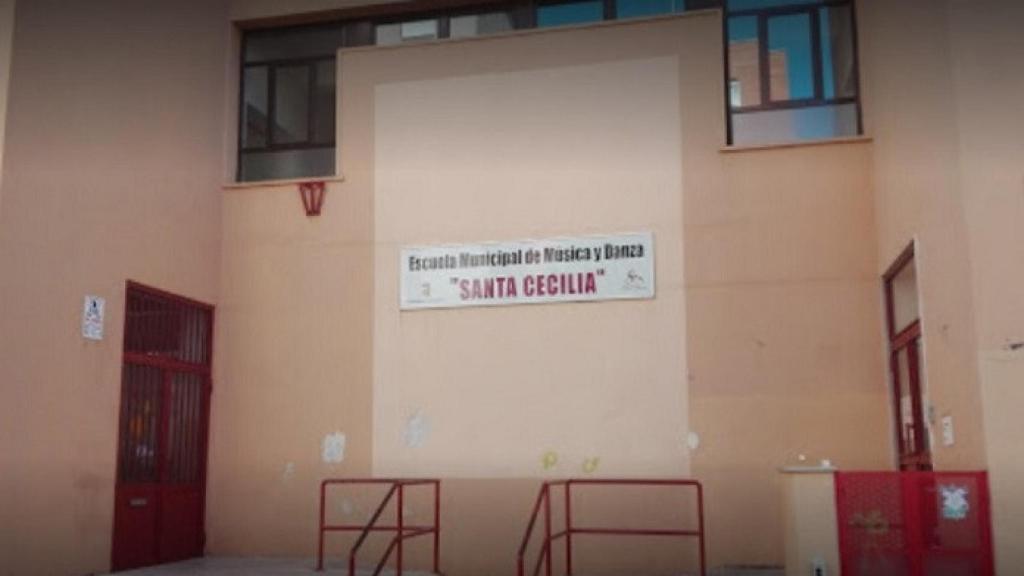 Escuela Municipal de Música y Danza
"SANTA CECILIA"